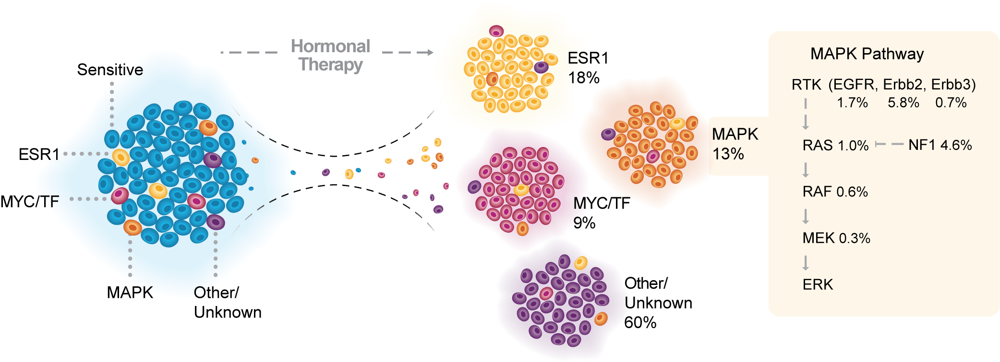 Hormonal
Therapy
Sensitive
ESR1
MYC/TF
MAPK
Other/
Unknown
ESR1
18%
MAPK
13%
MYC/TF
9%
Other/
Unknown
60%
MAPK Pathway
RTK (EGFR, Erbb2, Erbb3)
1.7% 5.8% 0.7%
RAS 1.0% NF1 4.6%
RAF 0.6%
MEK 0.3%
ERK